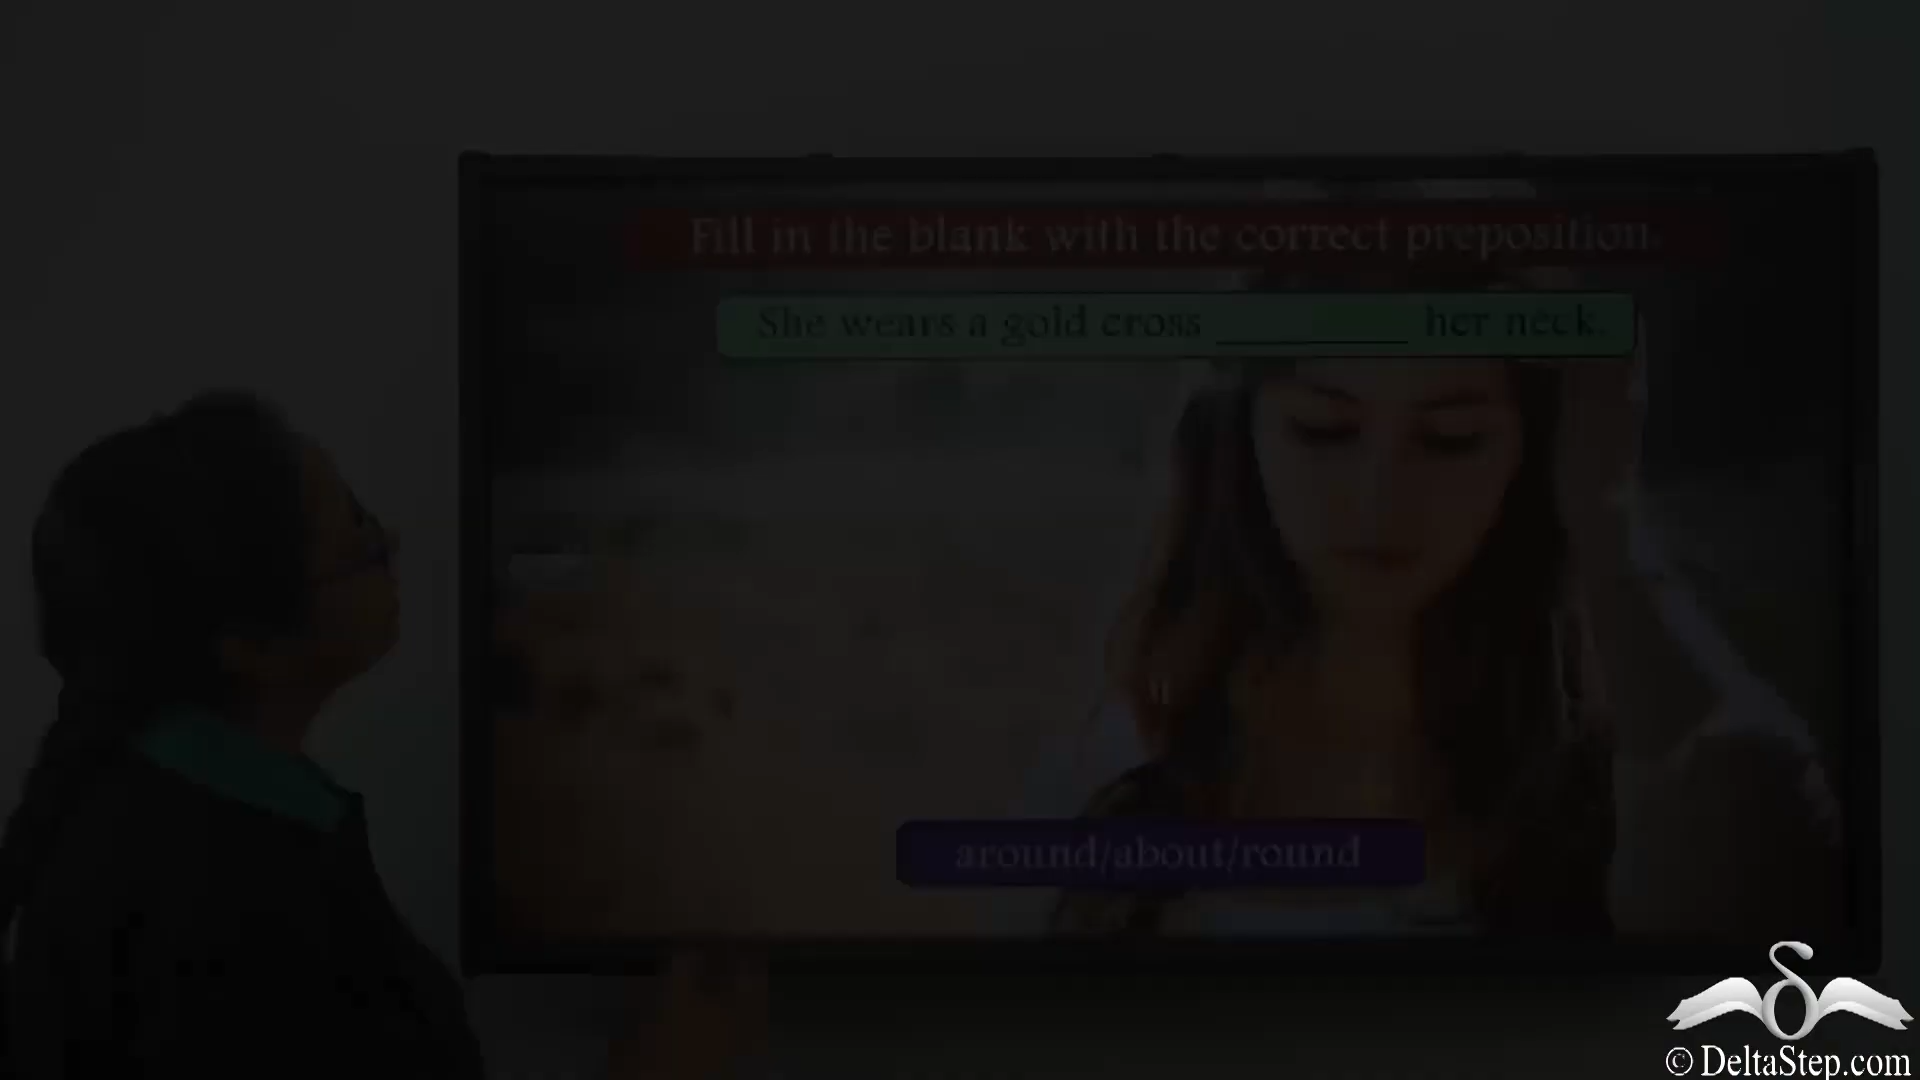 Fill in the blank with the correct preposition.
She wears a gold cross ________ her neck.
around/about/round
© DeltaStep.com